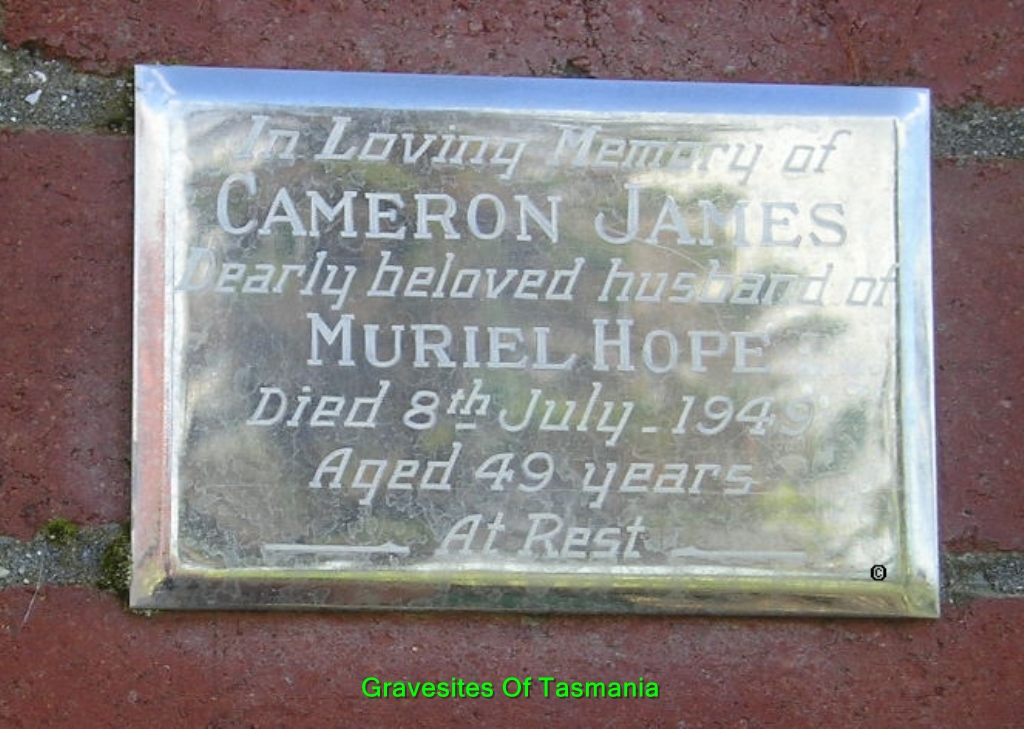 In Loving Memory of
CAMERON JAMES
Dearly beloved husband of
MURIEL HOPE
Died 8th July - 1949
Aged 49 years
At Rest
©
Gravesites Of Tasmania